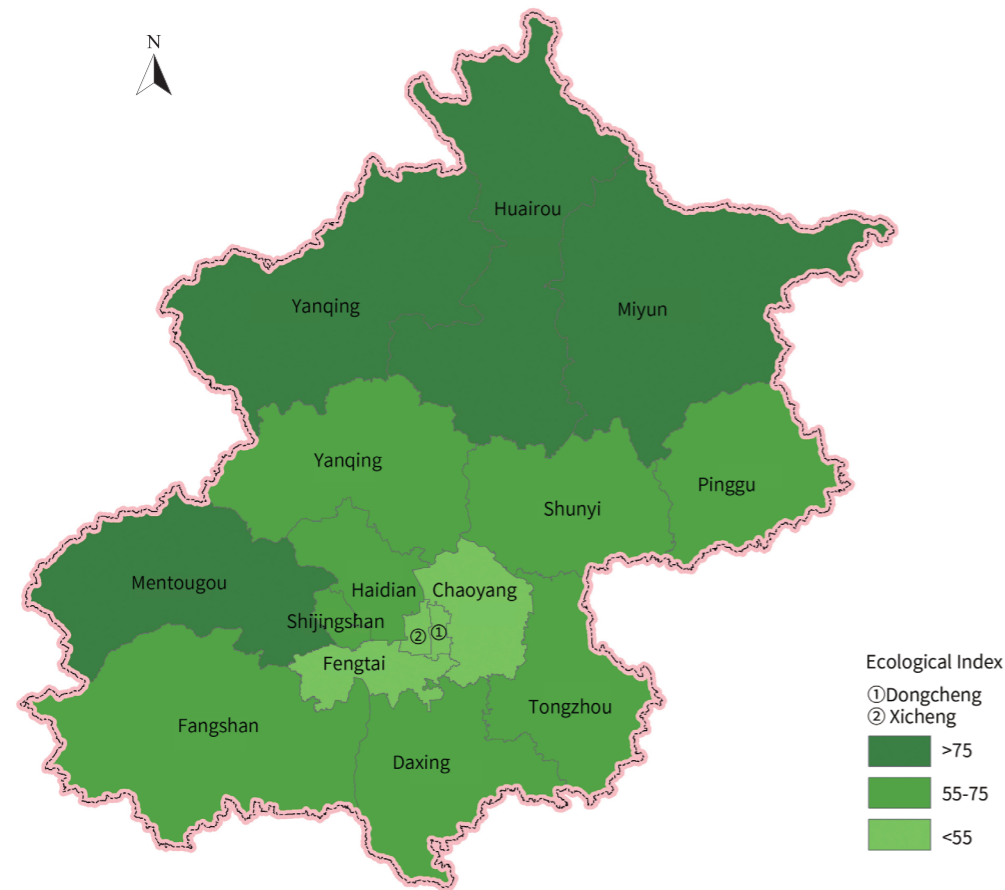 N
Huairou
Yanqing
Miyun
Yanqing
Pinggu
Shunyi
Mentougou
Haidian
Chaoyang
Shijingshan
② ①
Fengtai
Fangshan
Tongzhou
Daxing
Ecological Index
①Dongcheng
② Xicheng
>75
55-75
<55